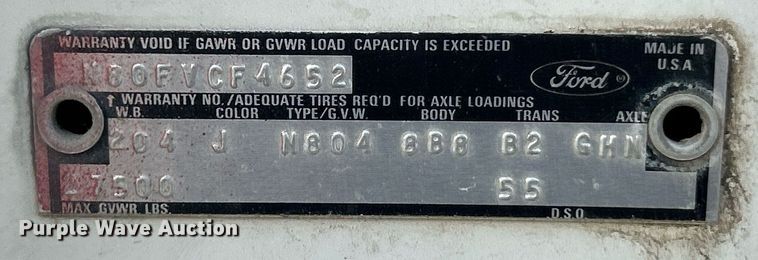 WARRANTY VOID IF GAWR OR GVWR LOAD CAPACITY IS EXCEEDED
MADE IN
U.S.A
N80FVCF4652
Ford
↑ WARRANTY NO./ADEQUATE TIRES REQ'D FOR AXLE LOADINGS
W.B. COLOR TYPE/G.V.W. BODY TRANS AXLE
204 J N804 8B8 B2 GHN
7500 55
MAX GVWR LBS. D.S.O.
Purple Wave Auction